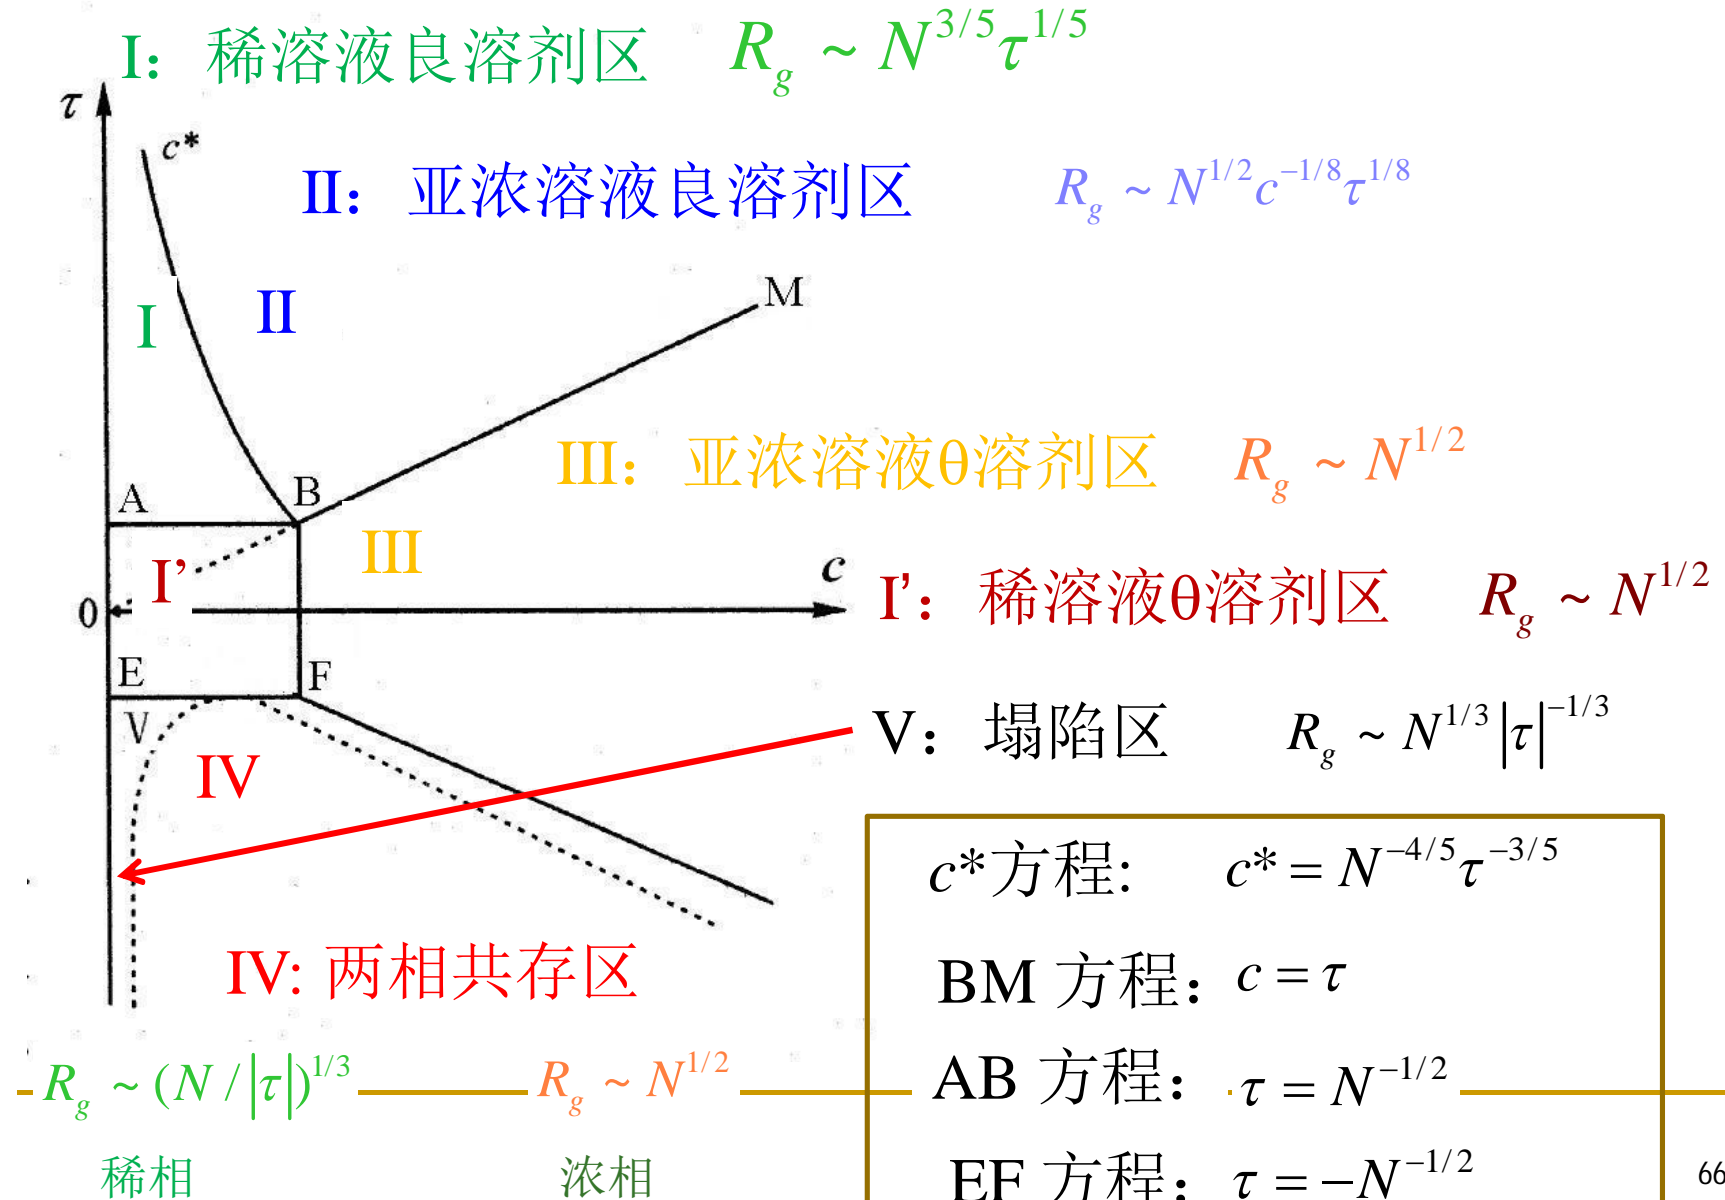 I：稀溶液良溶剂区 R_g ~ N^{3/5}τ^{1/5}
τ
c*
II：亚浓溶液良溶剂区 R_g ~ N^{1/2}c^{-1/8}τ^{1/8}
M
I
II
III：亚浓溶液θ溶剂区 R_g ~ N^{1/2}
A
B
III
I’
c
I’：稀溶液θ溶剂区 R_g ~ N^{1/2}
0
E
F
V
V：塌陷区 R_g ~ N^{1/3}|τ|^{-1/3}
IV
c*方程: c* = N^{-4/5}τ^{-3/5}
IV: 两相共存区
BM 方程：c = τ
R_g ~ (N/|τ|)^{1/3}
R_g ~ N^{1/2}
AB 方程：τ = N^{-1/2}
稀相
浓相
EF 方程：τ = -N^{-1/2}
66